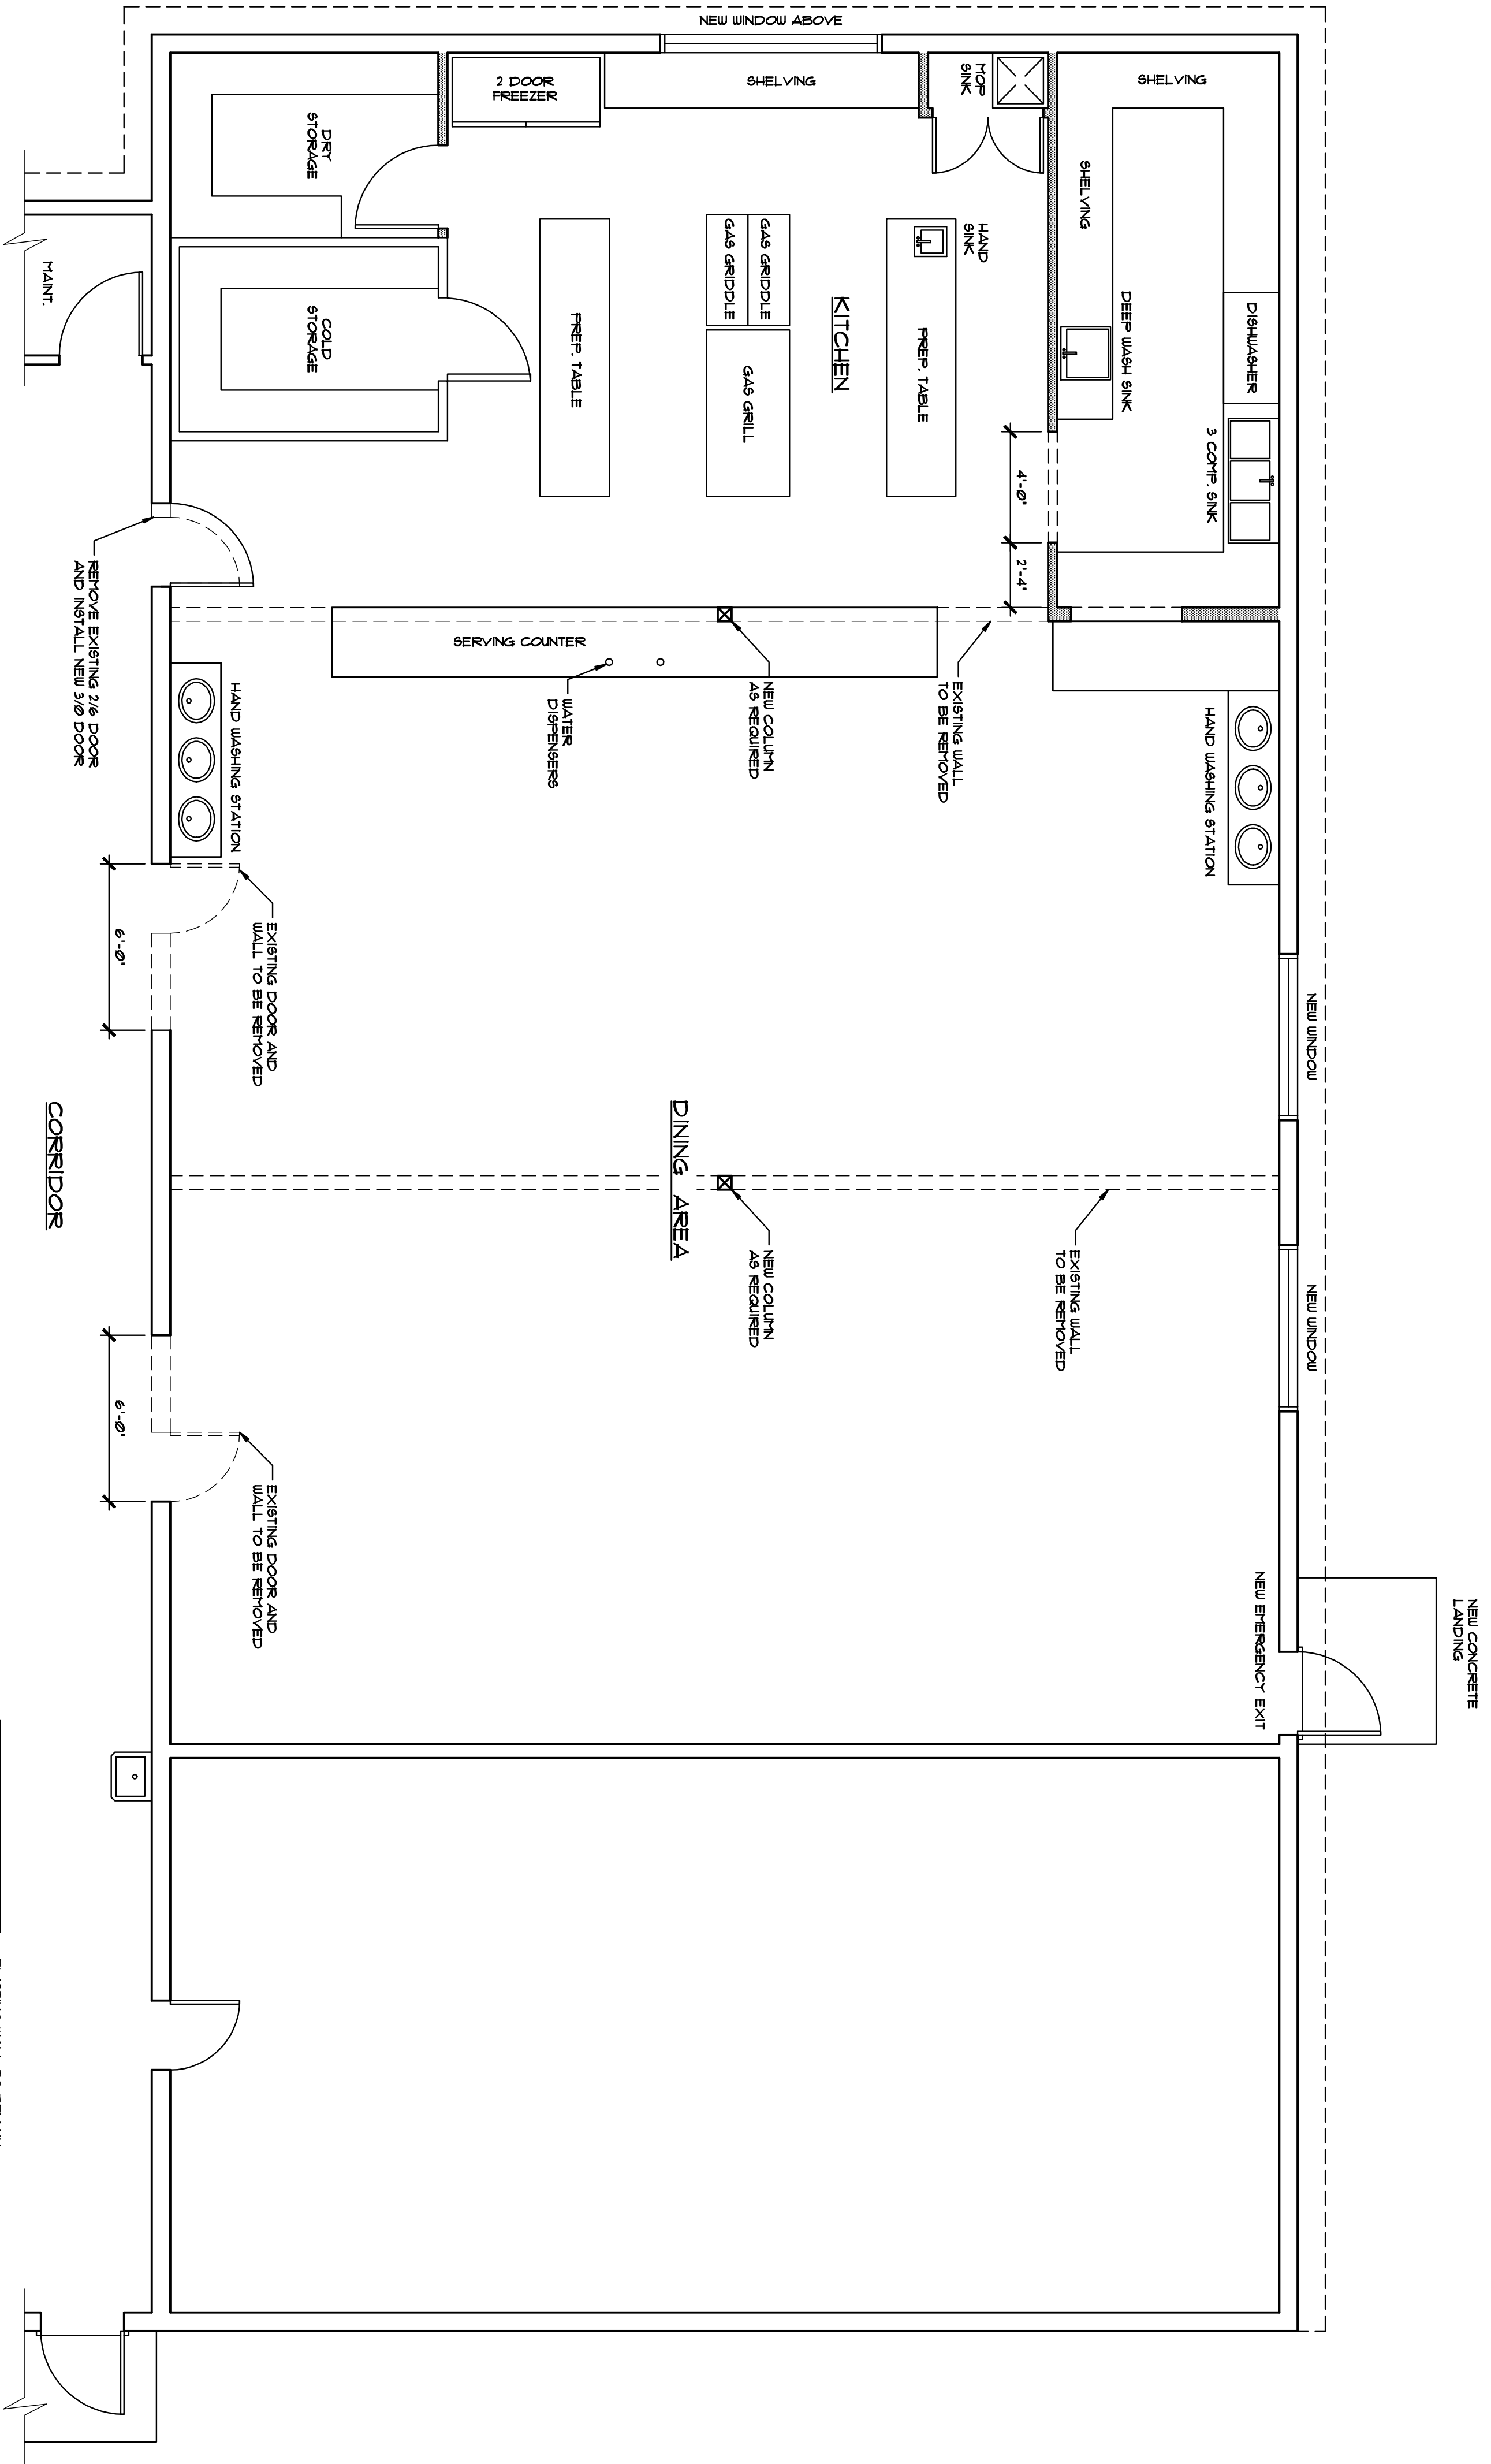 NEW WINDOW ABOVE
2 DOOR
FREEZER
SHELVING
MOP
SINK
SHELVING
SHELVING
DRY
STORAGE
COLD
STORAGE
MAINT.
PREP. TABLE
GAS GRIDDLE
GAS GRIDDLE
GAS GRILL
KITCHEN
HAND
SINK
PREP. TABLE
DEEP WASH SINK
DISHWASHER
3 COMP. SINK
4'-0"
2'-4"
REMOVE EXISTING 2/6 DOOR
AND INSTALL NEW 3/0 DOOR
SERVING COUNTER
WATER
DISPENSERS
NEW COLUMN
AS REQUIRED
EXISTING WALL
TO BE REMOVED
HAND WASHING STATION
HAND WASHING STATION
EXISTING DOOR AND
WALL TO BE REMOVED
6'-0"
NEW WINDOW
CORRIDOR
DINING AREA
NEW COLUMN
AS REQUIRED
EXISTING WALL
TO BE REMOVED
NEW WINDOW
6'-0"
EXISTING DOOR AND
WALL TO BE REMOVED
NEW EMERGENCY EXIT
NEW CONCRETE
LANDING